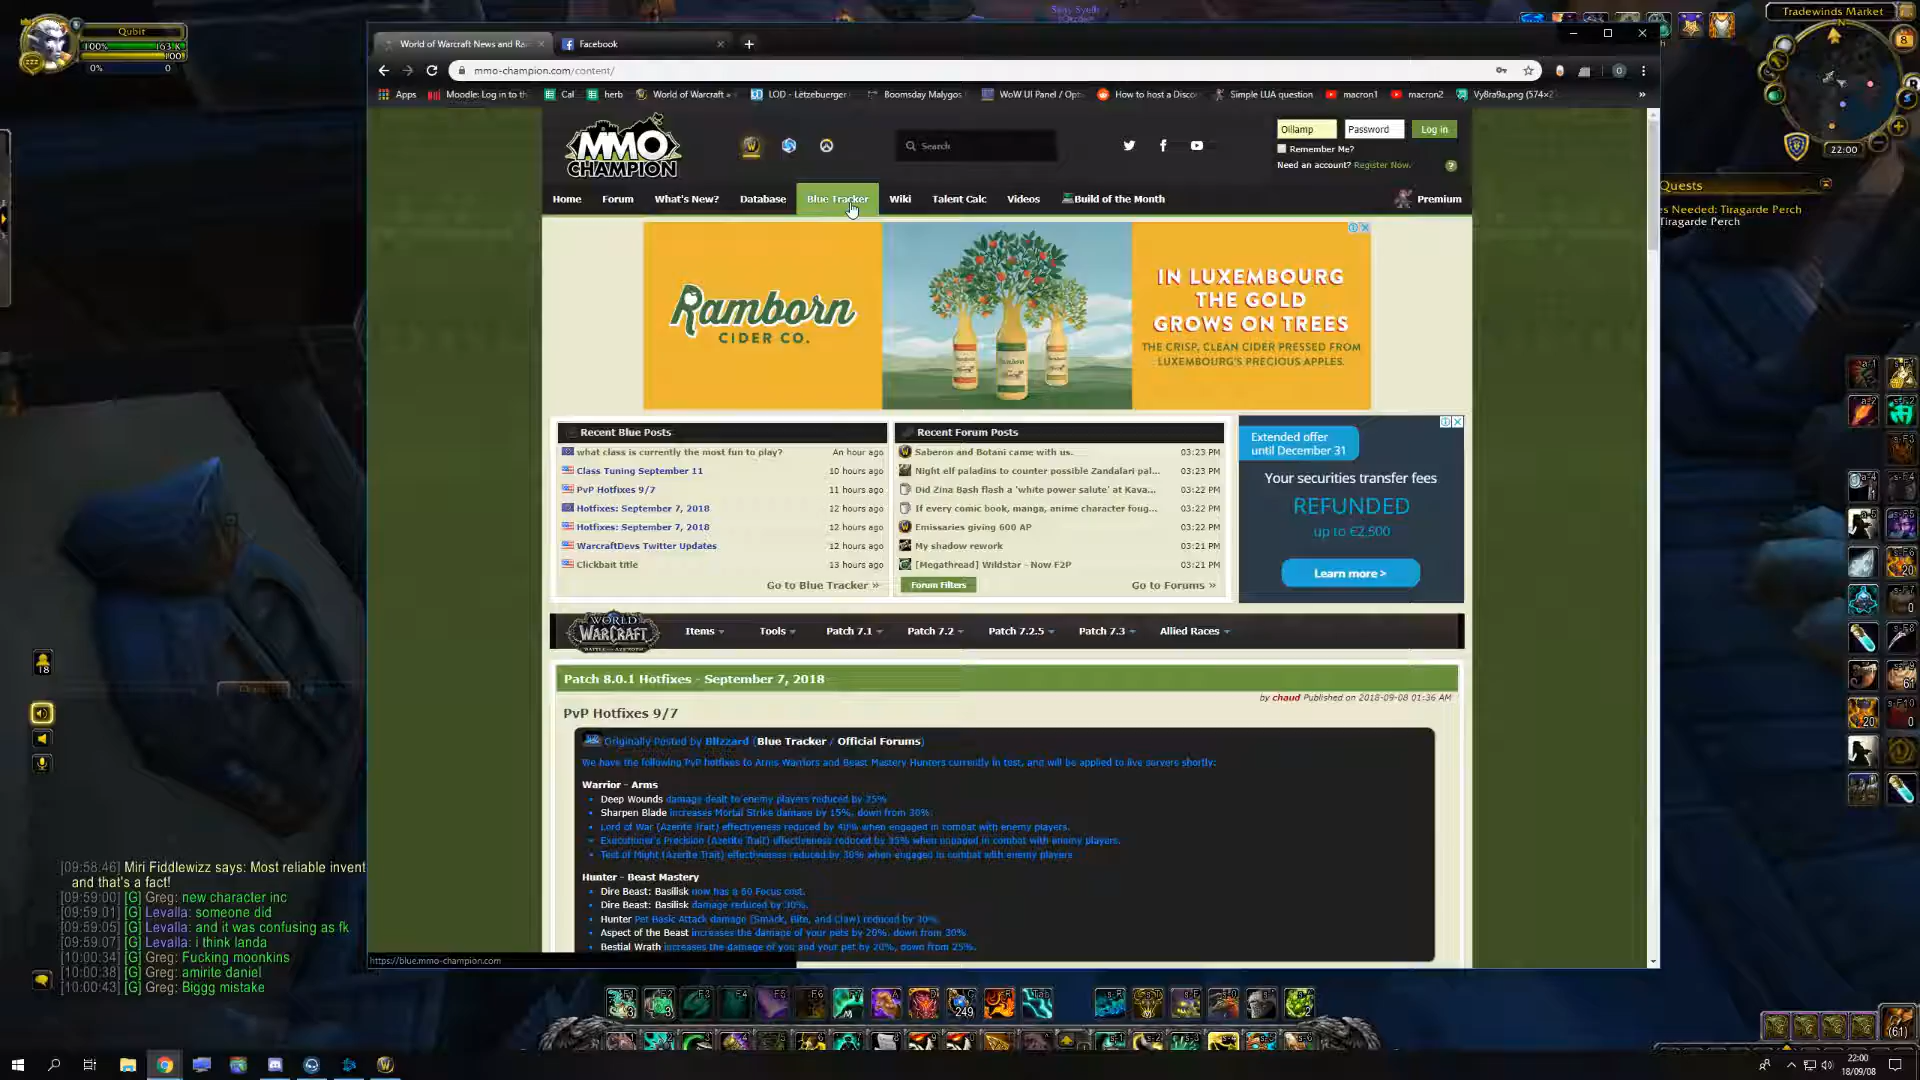 Qubit
100% 163 K
100
0% 0
Tradewinds Market
22:00
Quests
es Needed: Tiragarde Perch
Tiragarde Perch
World of Warcraft News and Rai
Facebook
mmo-champion.com/content/
Apps
Moodle: Log in to th
Cal
herb
World of Warcraft
LOD - Lëtzebuerger
Boomsday Malygos
WoW UI Panel / Opt
How to host a Disco
Simple LUA question
macron1
macron2
Vy8ra9a.png (574×2
MMO
CHAMPION
Search
Ollamp
Password
Log in
Remember Me?
Need an account? Register Now.
Home
Forum
What's New?
Database
Blue Tracker
Wiki
Talent Calc
Videos
Build of the Month
Premium
Ramborn
CIDER CO.
IN LUXEMBOURG
THE GOLD
GROWS ON TREES
THE CRISP, CLEAN CIDER PRESSED FROM
LUXEMBOURG'S PRECIOUS APPLES.
Recent Blue Posts
what class is currently the most fun to play? An hour ago
Class Tuning September 11 10 hours ago
PvP Hotfixes 9/7 11 hours ago
Hotfixes: September 7, 2018 12 hours ago
Hotfixes: September 7, 2018 12 hours ago
WarcraftDevs Twitter Updates 12 hours ago
Clickbait title 13 hours ago
Go to Blue Tracker »
Recent Forum Posts
Saberon and Botani came with us. 03:23 PM
Night elf paladins to counter possible Zandalari pal... 03:23 PM
Did Zina Bash flash a 'white power salute' at Kava... 03:22 PM
If every comic book, manga, anime character foug... 03:22 PM
Emissaries giving 600 AP 03:22 PM
My shadow rework 03:21 PM
[Megathread] Wildstar - Now F2P 03:21 PM
Forum Filters
Go to Forums »
Extended offer
until December 31
Your securities transfer fees
REFUNDED
up to €2,500
Learn more >
WORLD
WARCRAFT
Items
Tools
Patch 7.1
Patch 7.2
Patch 7.2.5
Patch 7.3
Allied Races
Patch 8.0.1 Hotfixes - September 7, 2018
by chaud Published on 2018-09-08 01:36 AM
PvP Hotfixes 9/7
Originally Posted by Blizzard (Blue Tracker / Official Forums)
We have the following PvP hotfixes to Arms Warriors and Beast Mastery Hunters currently in test, and will be applied to live servers shortly:
Warrior - Arms
Deep Wounds damage dealt to enemy players reduced by 25%
Sharpen Blade increases Mortal Strike damage by 15%, down from 30%.
Lord of War (Azerite Trait) effectiveness reduced by 40% when engaged in combat with enemy players.
Executioner's Precision (Azerite Trait) effectiveness reduced by 35% when engaged in combat with enemy players.
Test of Might (Azerite Trait) effectiveness reduced by 30% when engaged in combat with enemy players
Hunter - Beast Mastery
Dire Beast: Basilisk now has a 60 Focus cost.
Dire Beast: Basilisk damage reduced by 30%.
Hunter Pet Basic Attack damage (Smack, Bite, and Claw) reduced by 30%
Aspect of the Beast increases the damage of your pets by 20%, down from 30%
Bestial Wrath increases the damage of you and your pet by 20%, down from 25%.
https://blue.mmo-champion.com
18
[09:58:46] Miri Fiddlewizz says: Most reliable invent
and that's a fact!
[09:59:00] [G] Greg: new character inc
[09:59:01] [G] Levalla: someone did
[09:59:05] [G] Levalla: and it was confusing as fk
[09:59:07] [G] Levalla: i think landa
[10:00:34] [G] Greg: Fucking moonkins
[10:00:38] [G] Greg: amirite daniel
[10:00:43] [G] Greg: Biggg mistake
249
(61)
22:00
18/09/08